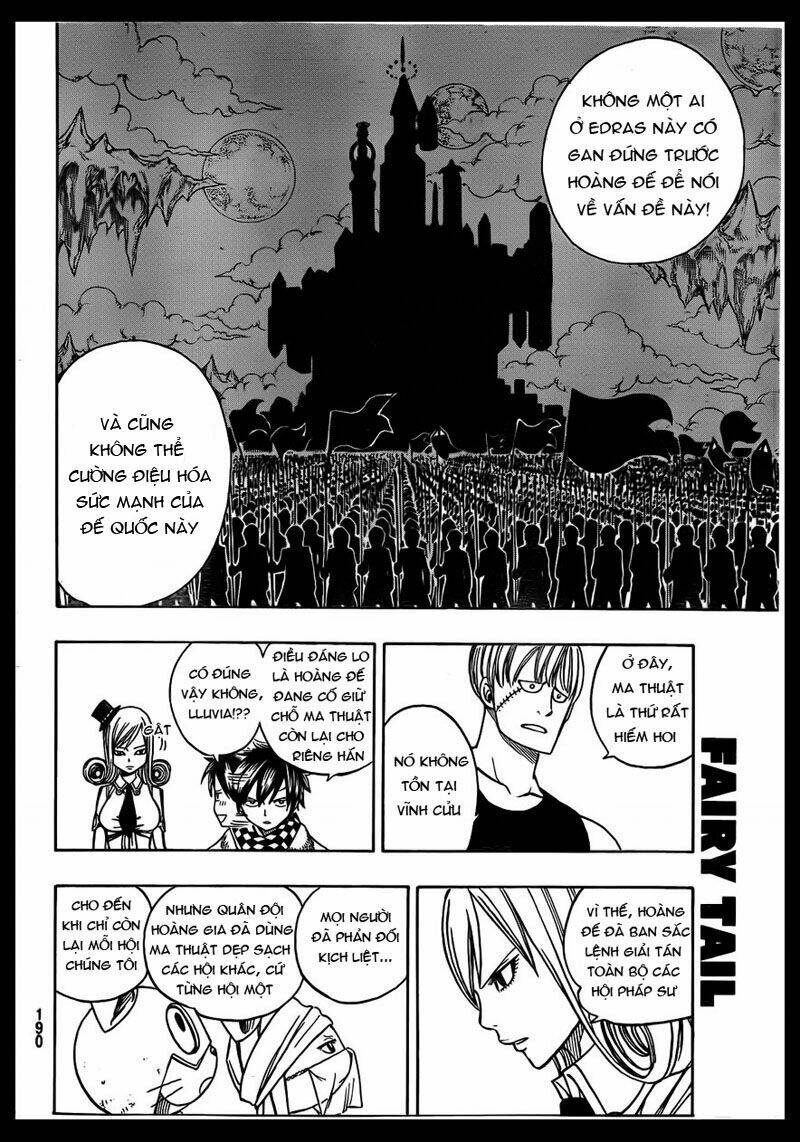 KHÔNG MỘT AI
Ở EDRAS NÀY CÓ
GAN ĐỨNG TRƯỚC
HOÀNG ĐẾ ĐỂ NÓI
VỀ VẤN ĐỀ NÀY!
VÀ CŨNG
KHÔNG THỂ
CƯỜNG ĐIỆU HÓA
SỨC MẠNH CỦA
ĐẾ QUỐC NÀY
Ở ĐÂY,
MA THUẬT
LÀ THỨ RẤT
HIẾM HOI
NÓ KHÔNG
TỒN TẠI
VĨNH CỬU
ĐIỀU ĐÁNG LO
LÀ HOÀNG ĐẾ
ĐANG CỐ GIỮ
CHỖ MA THUẬT
CÒN LẠI CHO
RIÊNG HẮN
CÓ ĐÚNG
VẬY KHÔNG,
LLUVIA!??
GẬT
FAIRY TAIL
VÌ THẾ, HOÀNG
ĐẾ ĐÃ BAN SẮC
LỆNH GIẢI TÁN
TOÀN BỘ CÁC
HỘI PHÁP SƯ
MỌI NGƯỜI
ĐÃ PHẢN ĐỐI
KỊCH LIỆT...
NHƯNG QUÂN ĐỘI
HOÀNG GIA ĐÃ DÙNG
MA THUẬT DẸP SẠCH
CÁC HỘI KHÁC, CỨ
TỪNG HỘI MỘT
CHO ĐẾN
KHI CHỈ CÒN
LẠI MỖI HỘI
CHÚNG TÔI
190